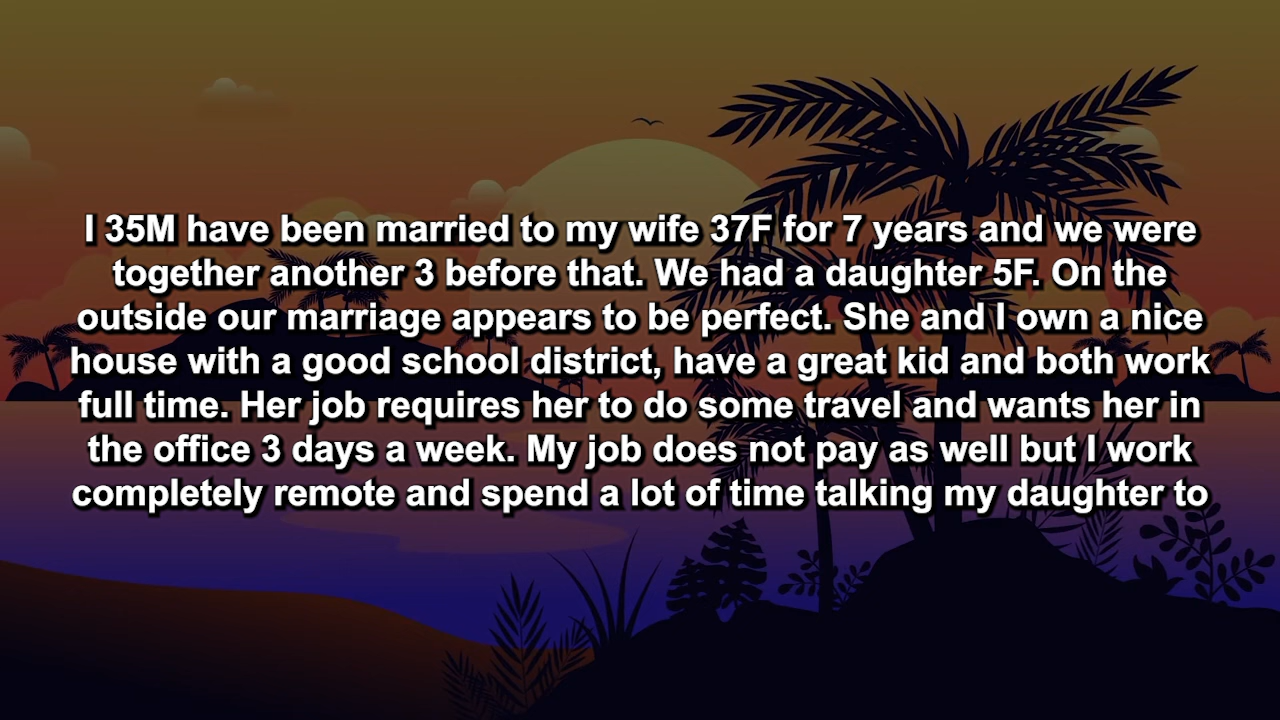 I 35M have been married to my wife 37F for 7 years and we were
together another 3 before that. We had a daughter 5F. On the
outside our marriage appears to be perfect. She and I own a nice
house with a good school district, have a great kid and both work
full time. Her job requires her to do some travel and wants her in
the office 3 days a week. My job does not pay as well but I work
completely remote and spend a lot of time talking my daughter to